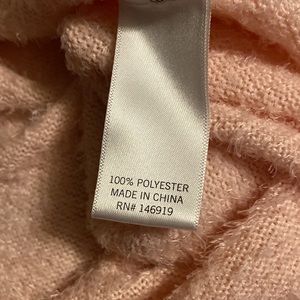 100% POLYESTER
MADE IN CHINA
RN# 146919